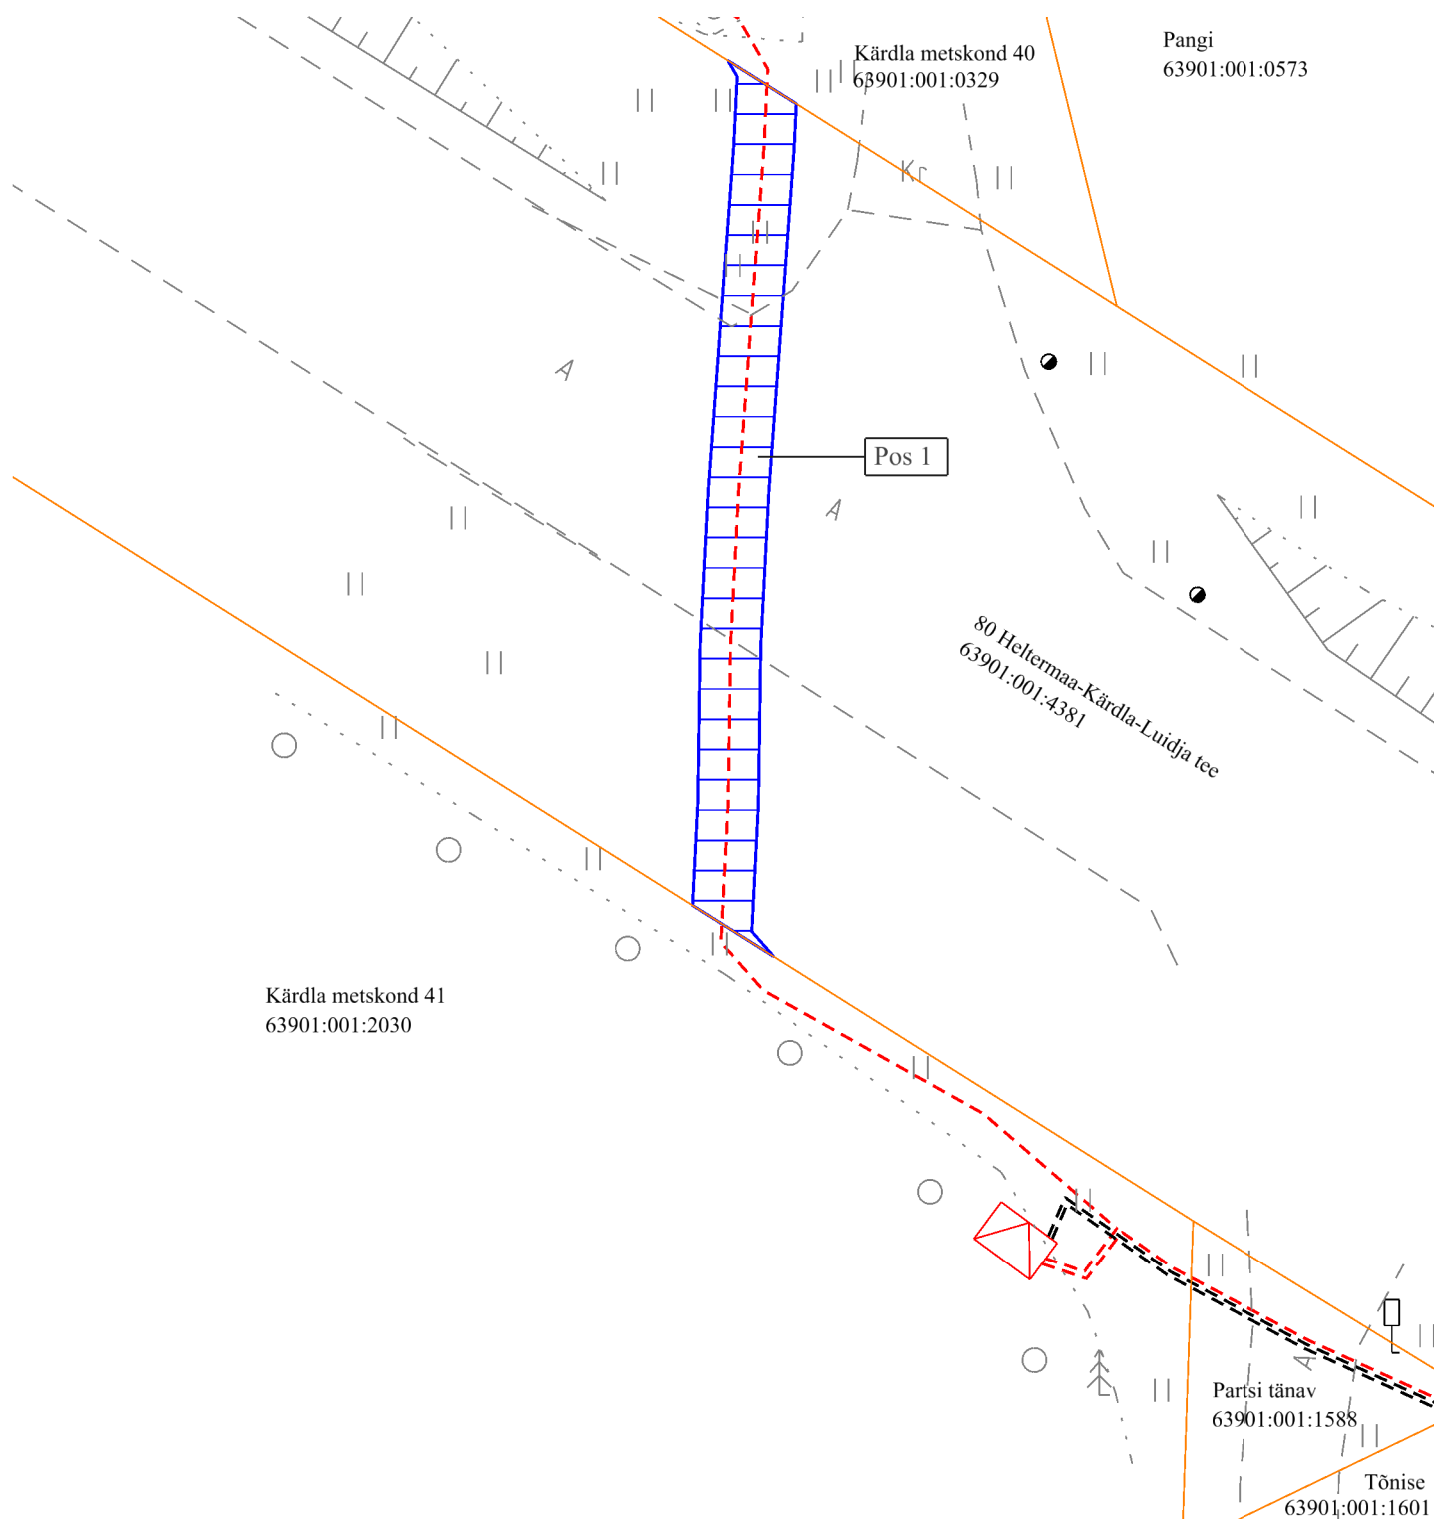 Kärdla metskond 40
63901:001:0329
Pangi
63901:001:0573
Kr
A
Pos 1
A
80 Heltermaa-Kärdla-Luidja tee
63901:001:4381
Kärdla metskond 41
63901:001:2030
A
Partsi tänav
63901:001:1588
Tõnise
63901:001:1601